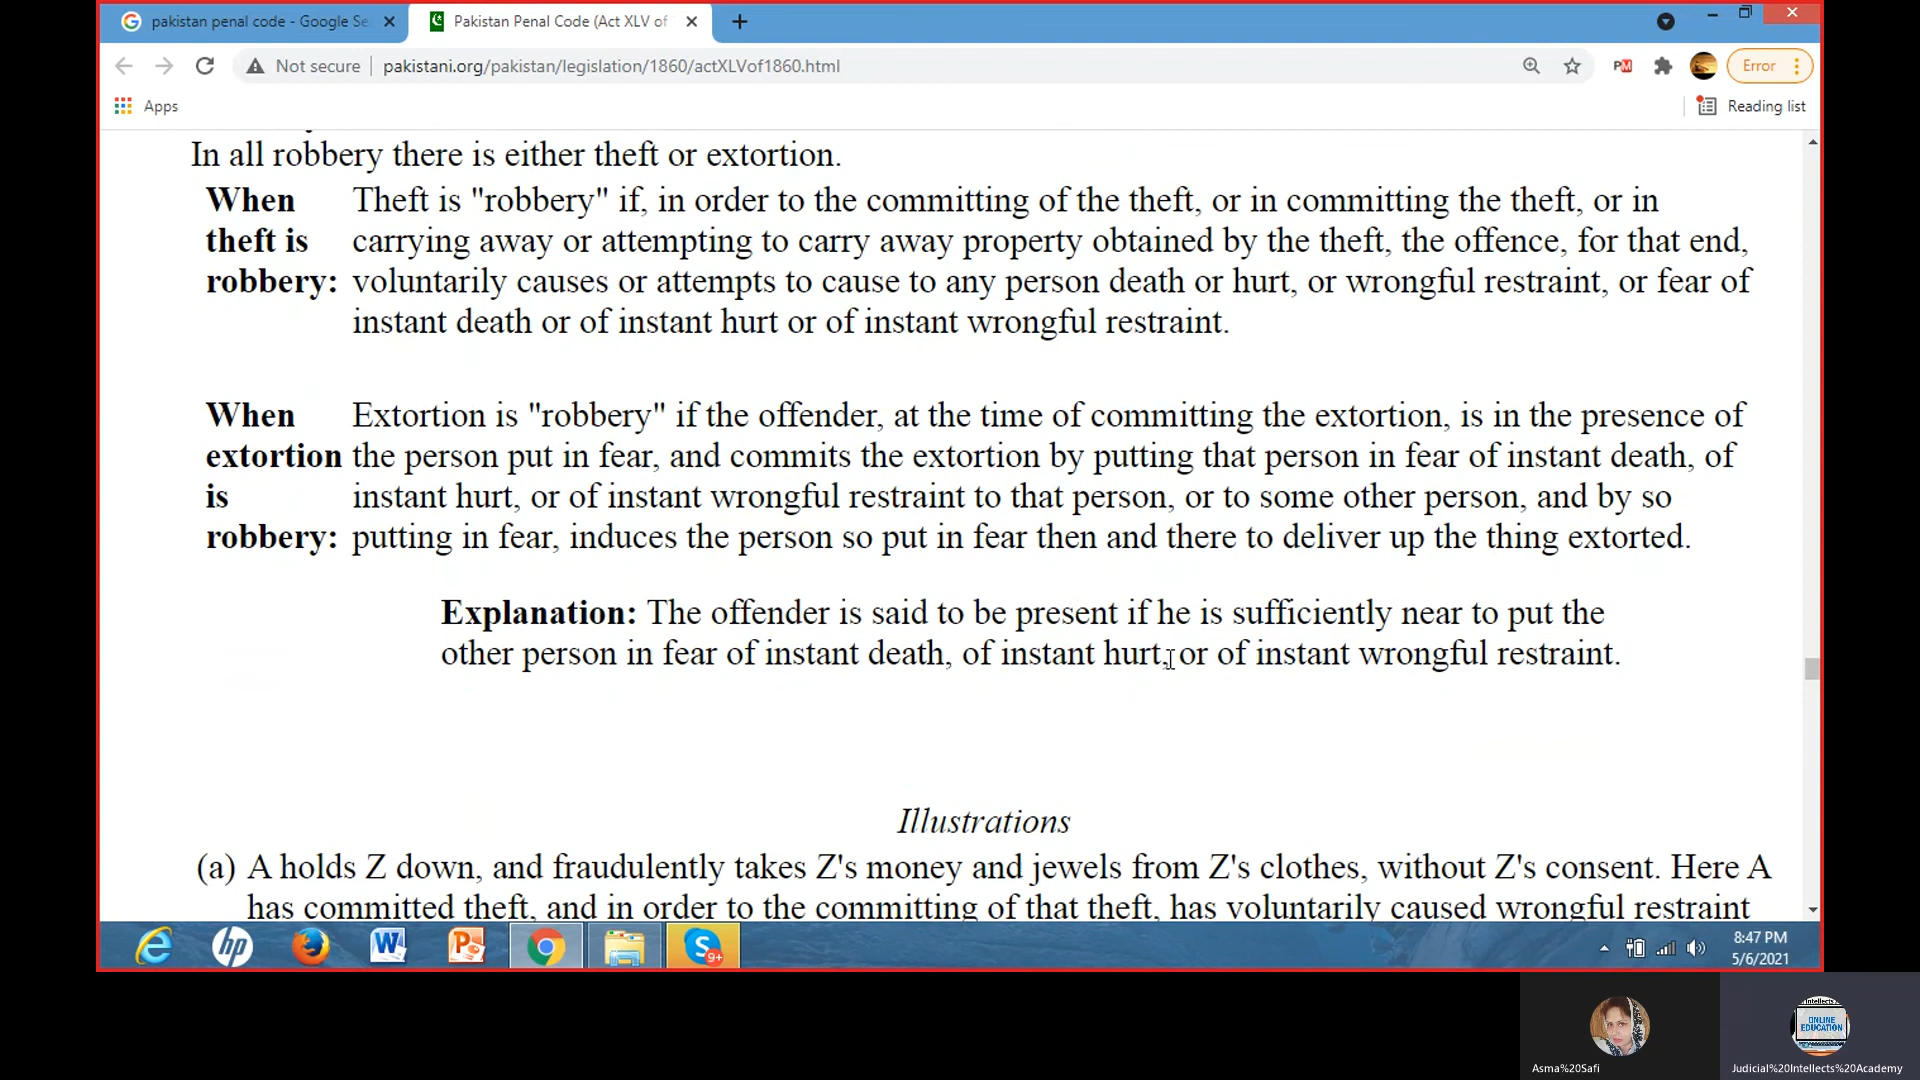 pakistan penal code - Google Se
Pakistan Penal Code (Act XLV of
Not secure
pakistani.org/pakistan/legislation/1860/actXLVof1860.html
Error
Apps
Reading list
In all robbery there is either theft or extortion.
When theft is robbery:
Theft is "robbery" if, in order to the committing of the theft, or in committing the theft, or in
carrying away or attempting to carry away property obtained by the theft, the offence, for that end,
voluntarily causes or attempts to cause to any person death or hurt, or wrongful restraint, or fear of
instant death or of instant hurt or of instant wrongful restraint.
When extortion is robbery:
Extortion is "robbery" if the offender, at the time of committing the extortion, is in the presence of
the person put in fear, and commits the extortion by putting that person in fear of instant death, of
instant hurt, or of instant wrongful restraint to that person, or to some other person, and by so
putting in fear, induces the person so put in fear then and there to deliver up the thing extorted.
Explanation: The offender is said to be present if he is sufficiently near to put the
other person in fear of instant death, of instant hurt, or of instant wrongful restraint.
Illustrations
(a) A holds Z down, and fraudulently takes Z's money and jewels from Z's clothes, without Z's consent. Here A
has committed theft, and in order to the committing of that theft, has voluntarily caused wrongful restraint
9+
8:47 PM
5/6/2021
ONLINE
EDUCATION
Asma%20Safi
Judicial%20Intellects%20Academy